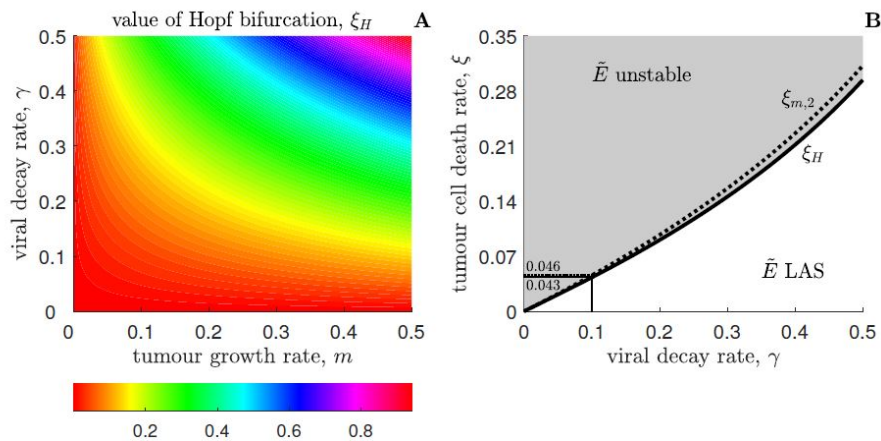 value of Hopf bifurcation, ξ_H
A
viral decay rate, γ
0.5
0.4
0.3
0.2
0.1
0
0
0.1
0.2
0.3
0.4
0.5
tumour growth rate, m
0.2
0.4
0.6
0.8
B
tumour cell death rate, ξ
0.35
0.28
0.21
0.14
0.07
0
Ẽ unstable
ξ_{m,2}
ξ_H
0.046
0.043
Ẽ LAS
0
0.1
0.2
0.3
0.4
0.5
viral decay rate, γ